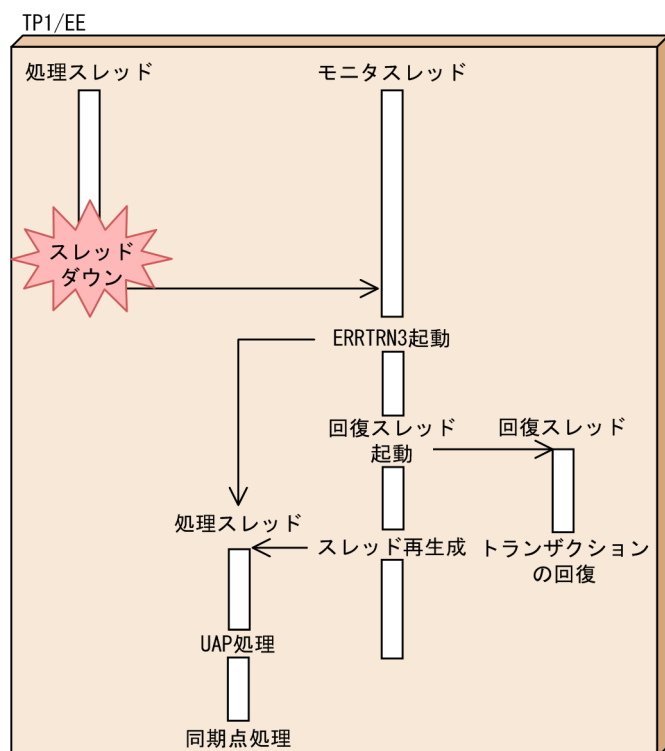 TP1/EE
処理スレッド
モニタスレッド
スレッド
ダウン
ERRTRN3起動
回復スレッド
起動
回復スレッド
処理スレッド
スレッド再生成
トランザクション
の回復
UAP処理
同期点処理